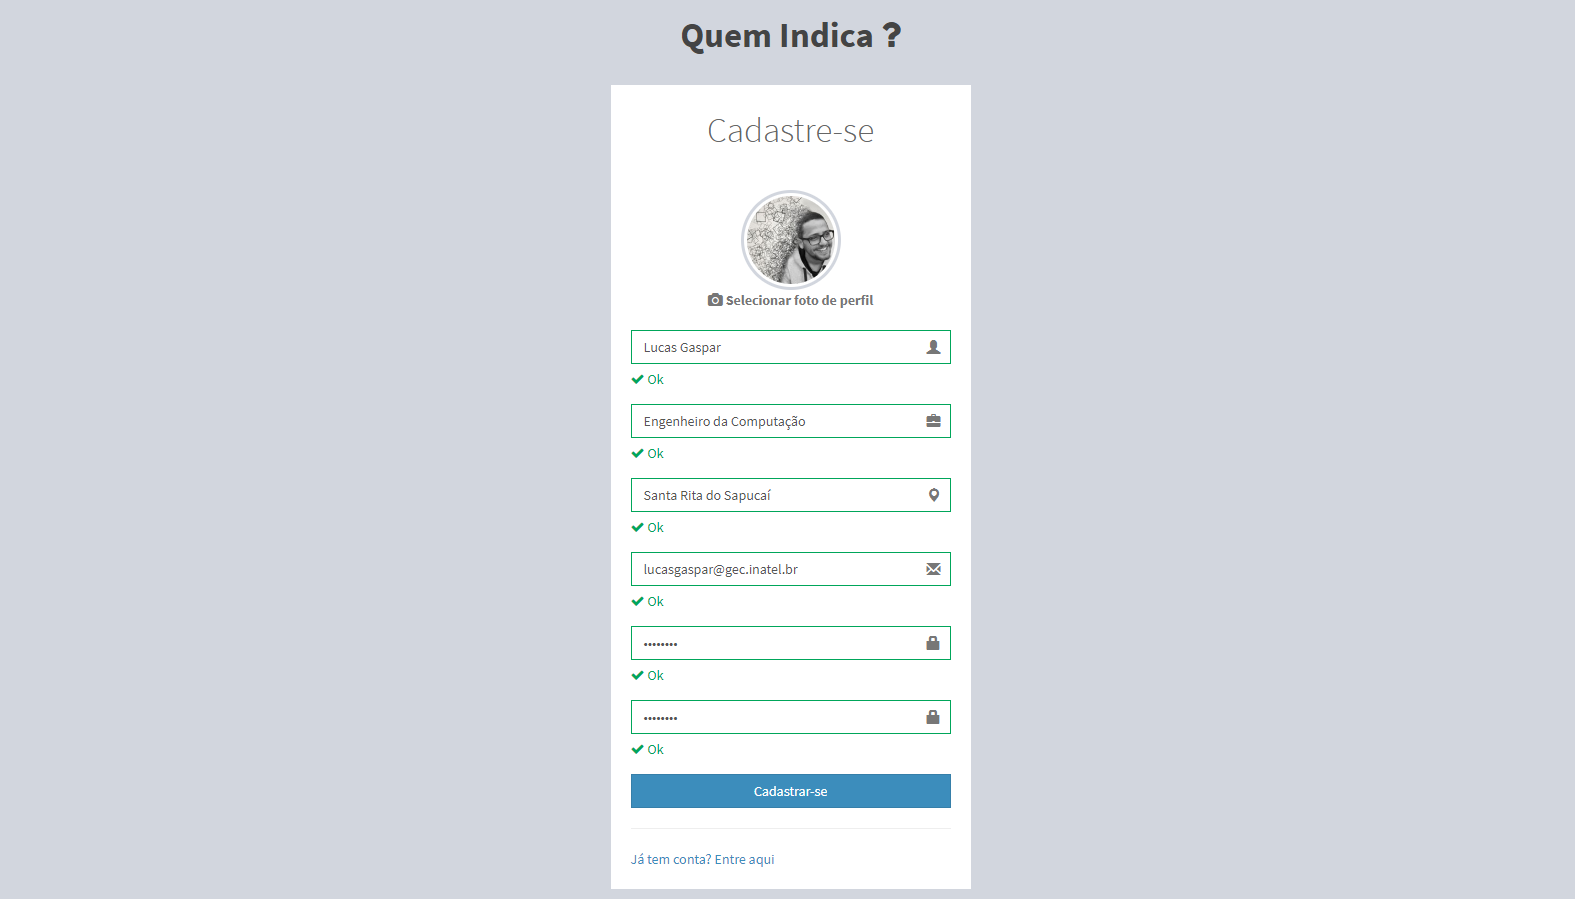 Quem Indica ?
Cadastre-se
Selecionar foto de perfil
Lucas Gaspar
Ok
Engenheiro da Computação
Ok
Santa Rita do Sapucaí
Ok
lucasgaspar@gec.inatel.br
Ok
••••••••
Ok
••••••••
Ok
Cadastrar-se
Já tem conta? Entre aqui